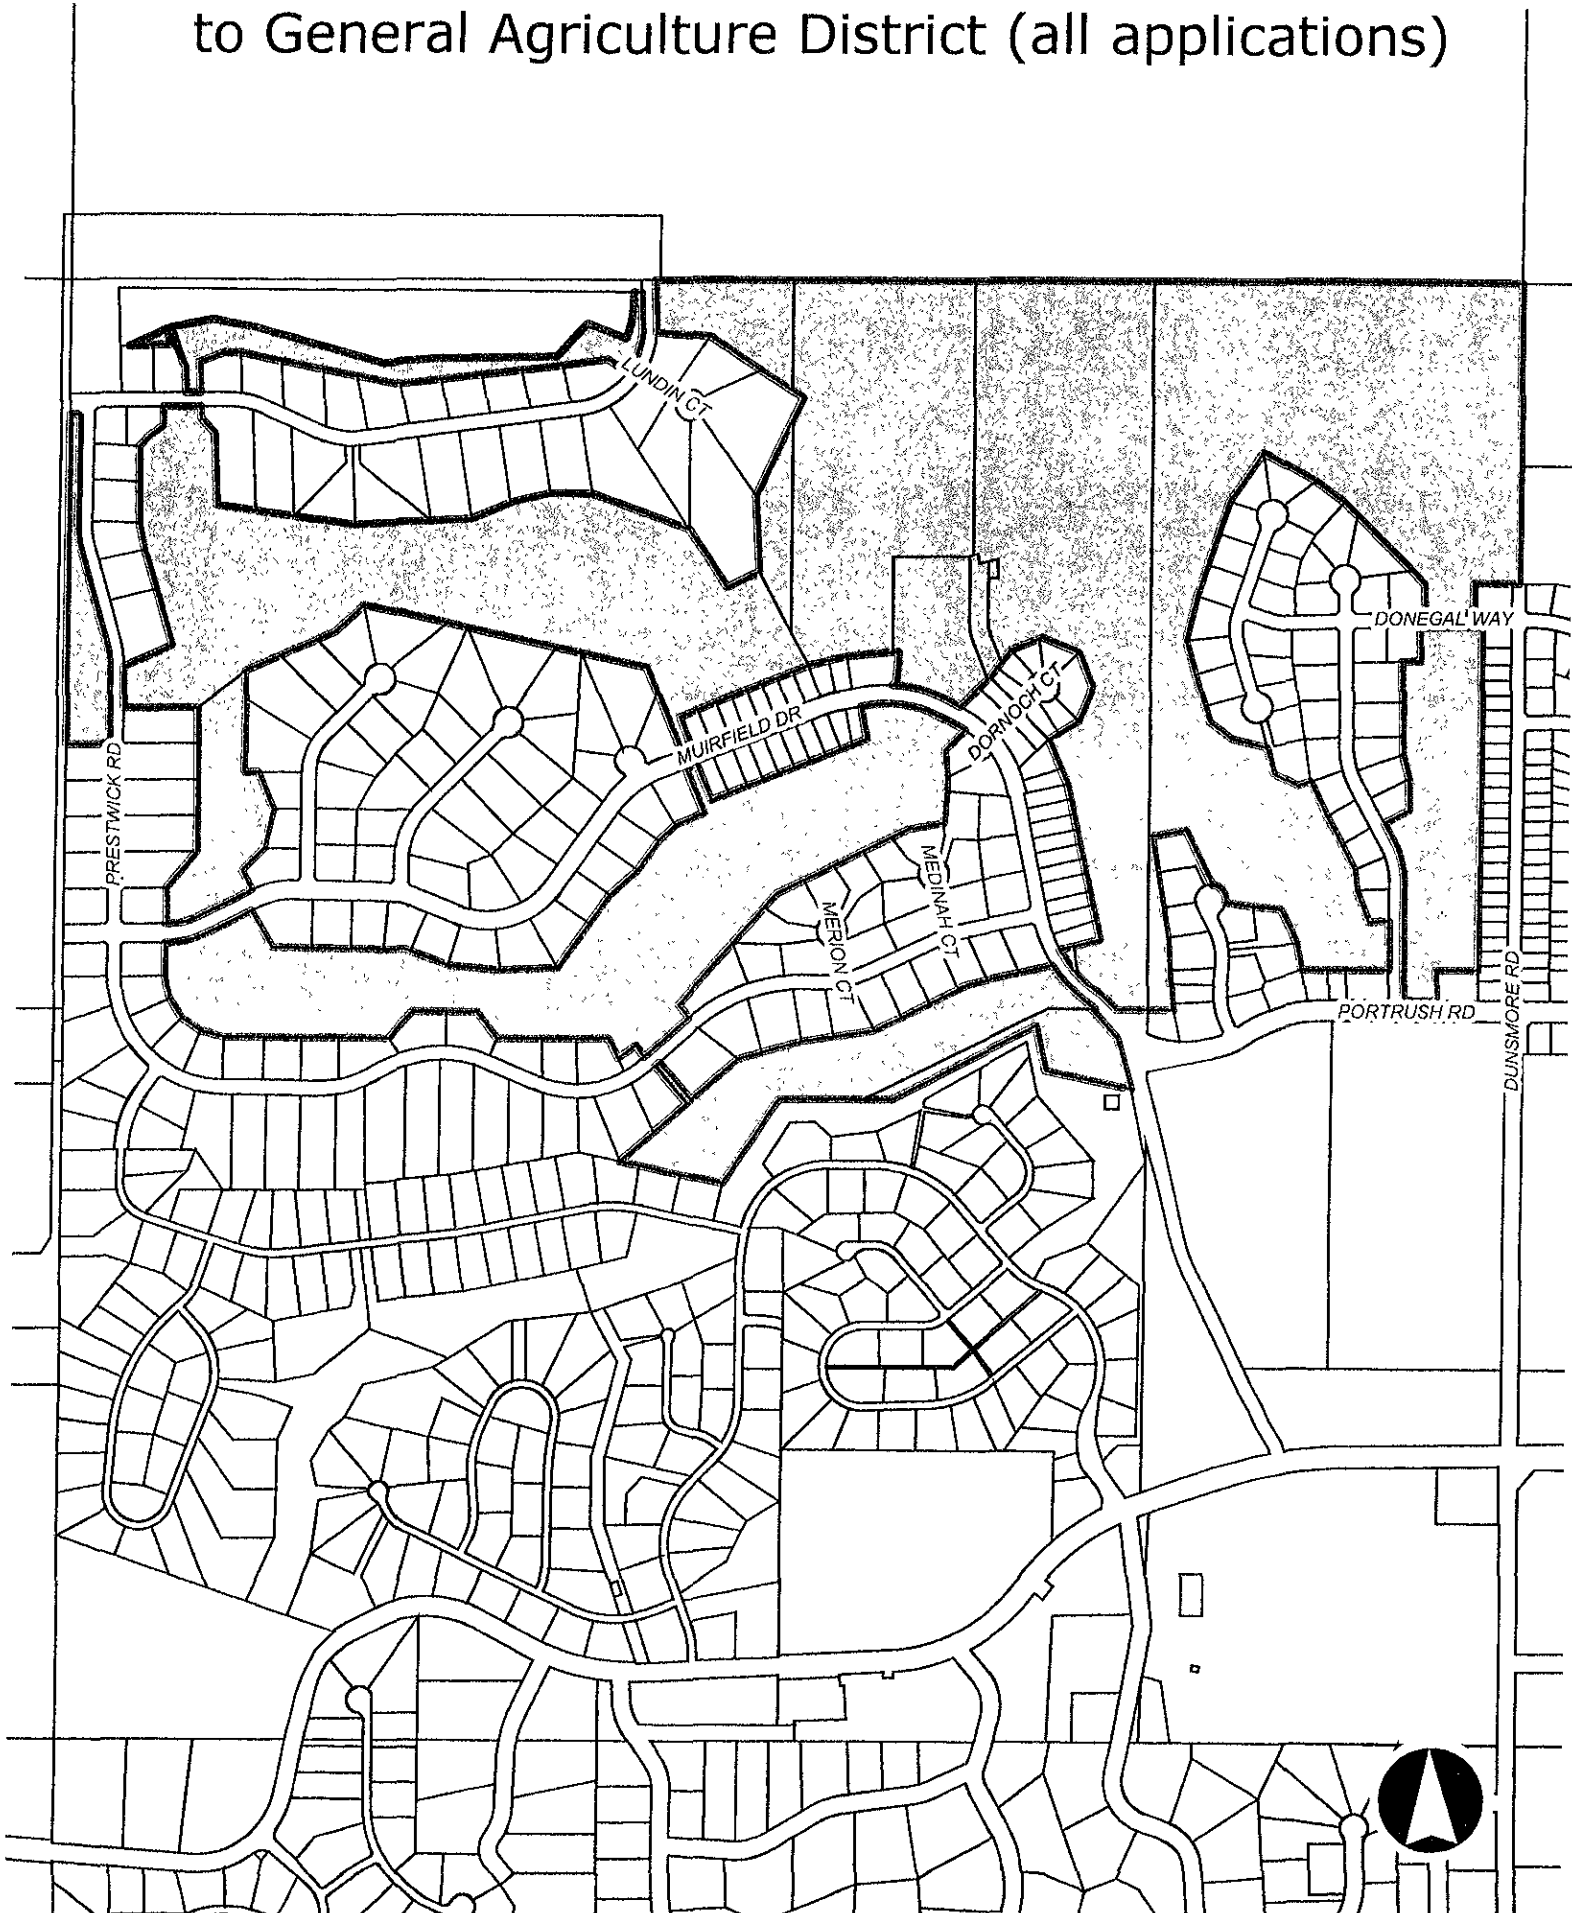 to General Agriculture District (all applications)
LUNDIN CT
DONEGAL WAY
MUIRFIELD DR
DORNOCH CT
PRESTWICK RD
MEDINAH CT
MERION CT
PORTRUSH RD
DUNSMORE RD